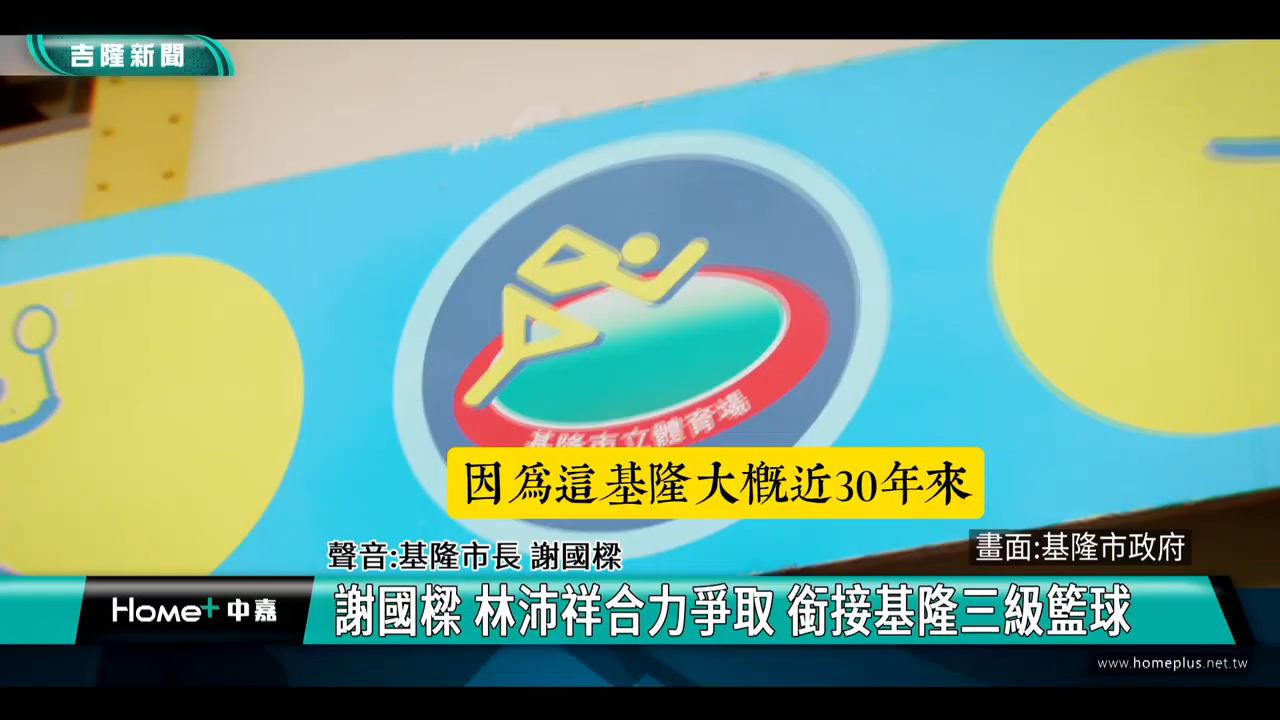 吉隆新聞
基隆市立體育場
因為這基隆大概近30年來
聲音:基隆市長 謝國樑
畫面:基隆市政府
Home+中嘉
謝國樑 林沛祥合力爭取 銜接基隆三級籃球
www.homeplus.net.tw